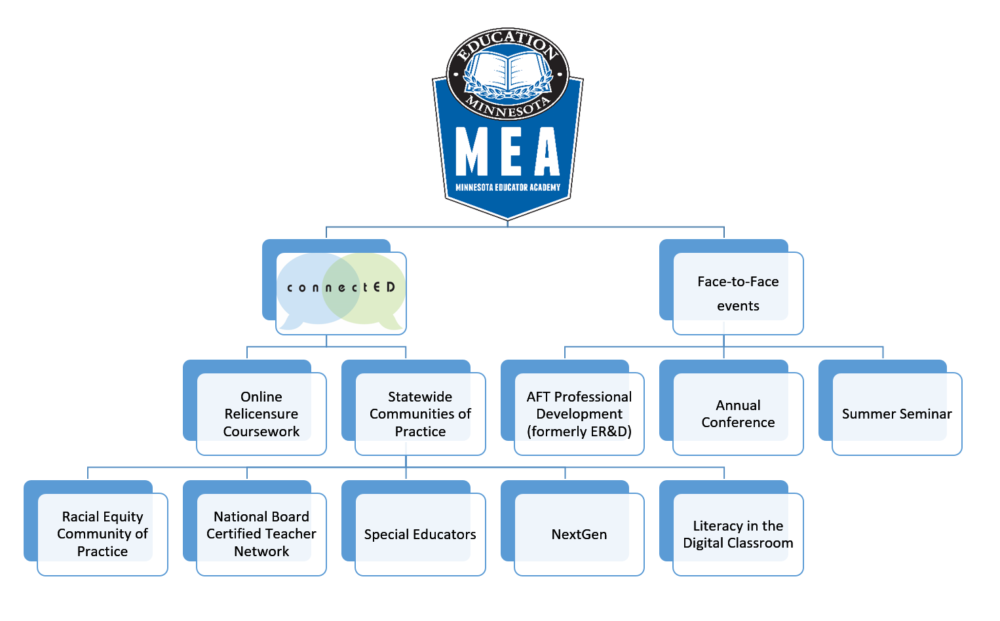 EDUCATION
MINNESOTA
MEA
MINNESOTA EDUCATOR ACADEMY
connectED
Face-to-Face
events
Online
Relicensure
Coursework
Statewide
Communities of
Practice
AFT Professional
Development
(formerly ER&D)
Annual
Conference
Summer Seminar
Racial Equity
Community of
Practice
National Board
Certified Teacher
Network
Special Educators
NextGen
Literacy in the
Digital Classroom